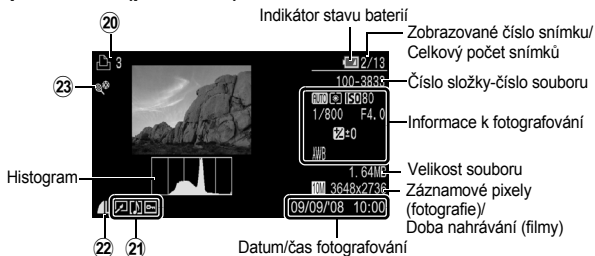 Indikátor stavu baterií
20
Zobrazované číslo snímku/
Celkový počet snímků
3
2/13
23
100-3833
Číslo složky-číslo souboru
AUTO ISO 80
1/800 F4.0
±0
Informace k fotografování
AWB
Histogram
1.64MB
Velikost souboru
10M 3648x2736
Záznamové pixely
(fotografie)/
Doba nahrávání (filmy)
09/09/'08 10:00
22
21
Datum/čas fotografování